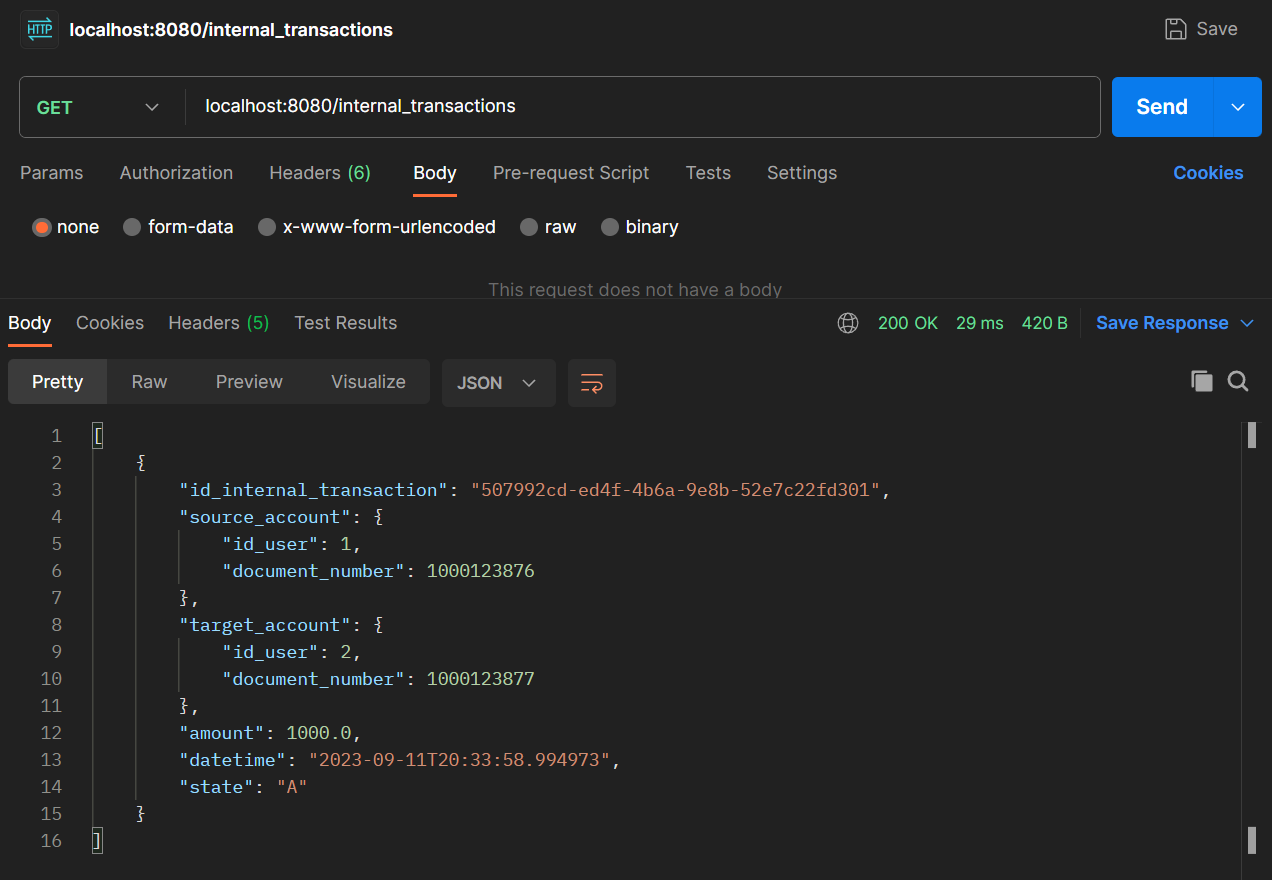 HTTP localhost:8080/internal_transactions Save
GET localhost:8080/internal_transactions Send
Params Authorization Headers (6) Body Pre-request Script Tests Settings Cookies
none form-data x-www-form-urlencoded raw binary
This request does not have a body
Body Cookies Headers (5) Test Results 200 OK 29 ms 420 B Save Response
Pretty Raw Preview Visualize JSON
1 [
2 {
3 "id_internal_transaction": "507992cd-ed4f-4b6a-9e8b-52e7c22fd301",
4 "source_account": {
5 "id_user": 1,
6 "document_number": 1000123876
7 },
8 "target_account": {
9 "id_user": 2,
10 "document_number": 1000123877
11 },
12 "amount": 1000.0,
13 "datetime": "2023-09-11T20:33:58.994973",
14 "state": "A"
15 }
16 ]